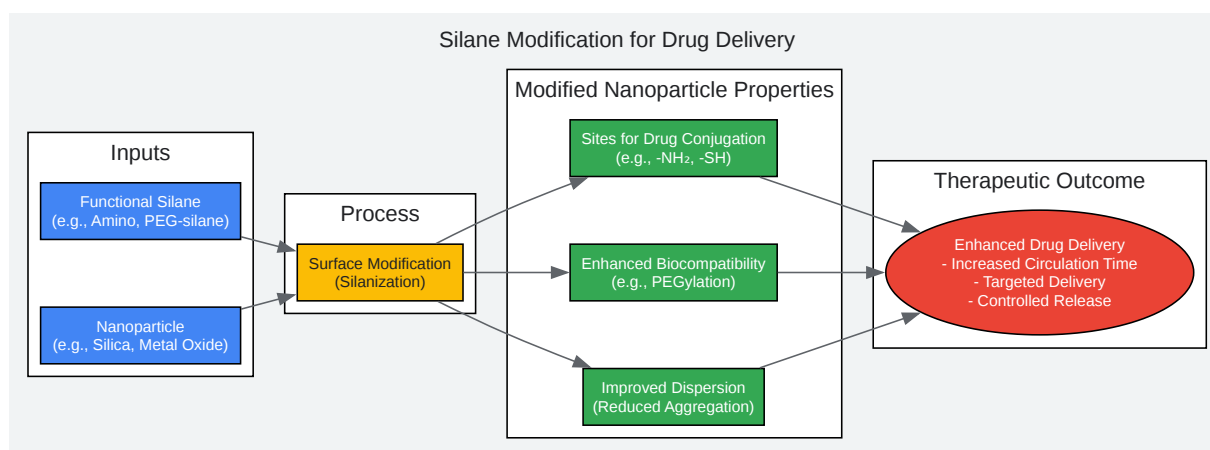 Silane Modification for Drug Delivery
Inputs
Functional Silane
(e.g., Amino, PEG-silane)
Nanoparticle
(e.g., Silica, Metal Oxide)
Process
Surface Modification
(Silanization)
Modified Nanoparticle Properties
Sites for Drug Conjugation
(e.g., -NH₂, -SH)
Enhanced Biocompatibility
(e.g., PEGylation)
Improved Dispersion
(Reduced Aggregation)
Therapeutic Outcome
Enhanced Drug Delivery
- Increased Circulation Time
- Targeted Delivery
- Controlled Release